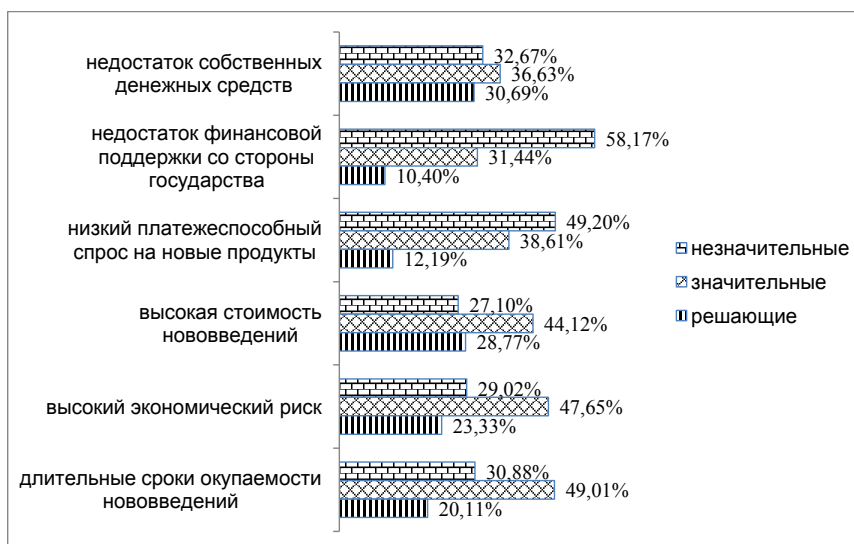 недостаток собственных
денежных средств
32,67%
36,63%
30,69%
недостаток финансовой
поддержки со стороны
государства
58,17%
31,44%
10,40%
низкий платежеспособный
спрос на новые продукты
49,20%
38,61%
12,19%
высокая стоимость
нововведений
27,10%
44,12%
28,77%
высокий экономический риск
29,02%
47,65%
23,33%
длительные сроки окупаемости
нововведений
30,88%
49,01%
20,11%
незначительные
значительные
решающие